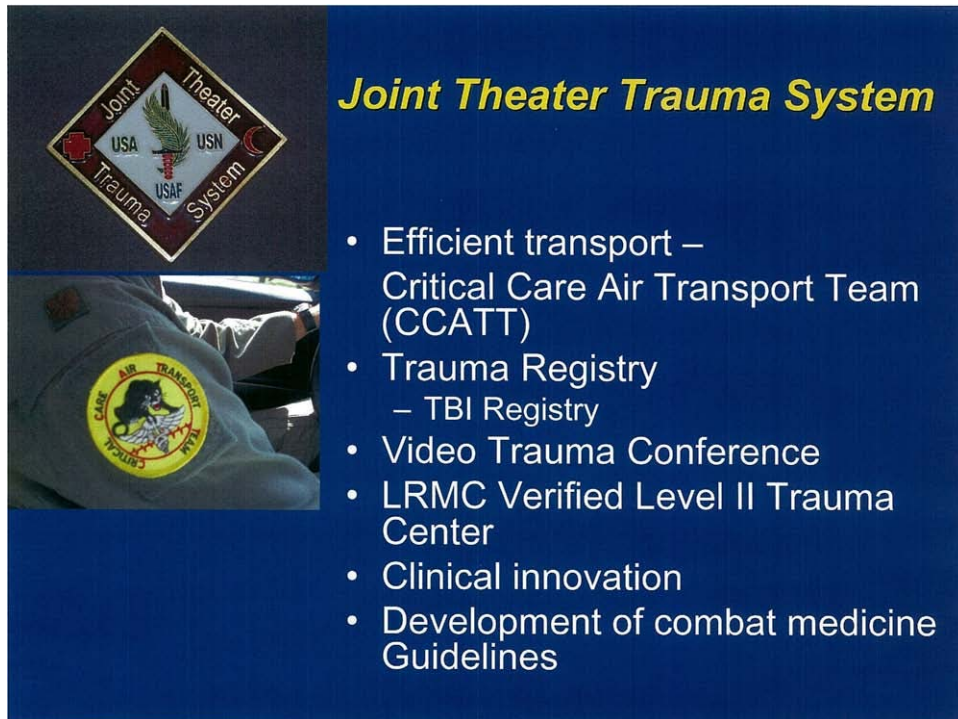 Joint Theater
Trauma System
USA USN
USAF
Joint Theater Trauma System
CRITICAL CARE AIR TRANSPORT TEAM
• Efficient transport –
Critical Care Air Transport Team
(CCATT)
• Trauma Registry
– TBI Registry
• Video Trauma Conference
• LRMC Verified Level II Trauma
Center
• Clinical innovation
• Development of combat medicine
Guidelines